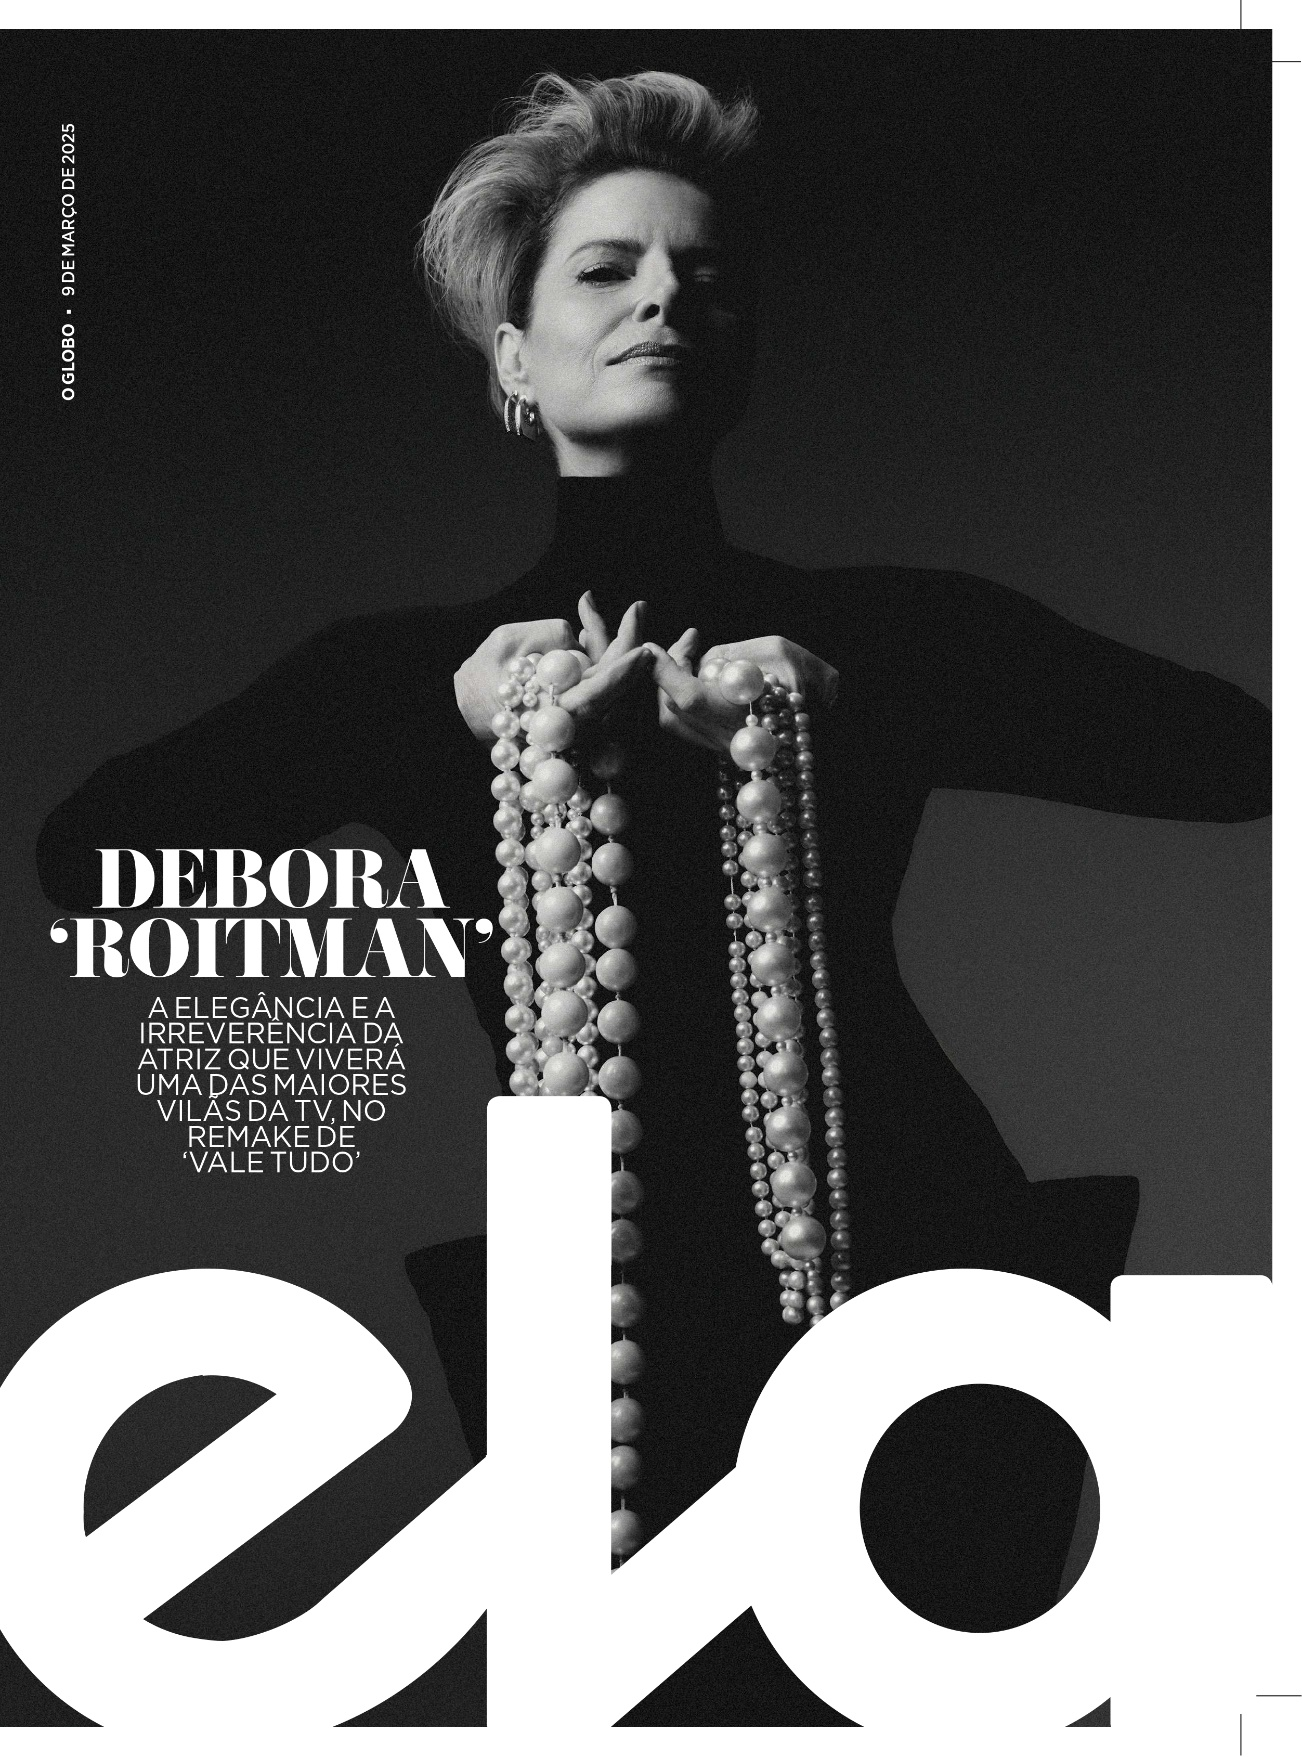 O GLOBO • 9 DE MARÇO DE 2025
DEBORA
‘ROITMAN’
A ELEGÂNCIA E A
IRREVERÊNCIA DA
ATRIZ QUE VIVERÁ
UMA DAS MAIORES
VILÃS DA TV, NO
REMAKE DE
‘VALE TUDO’
ela